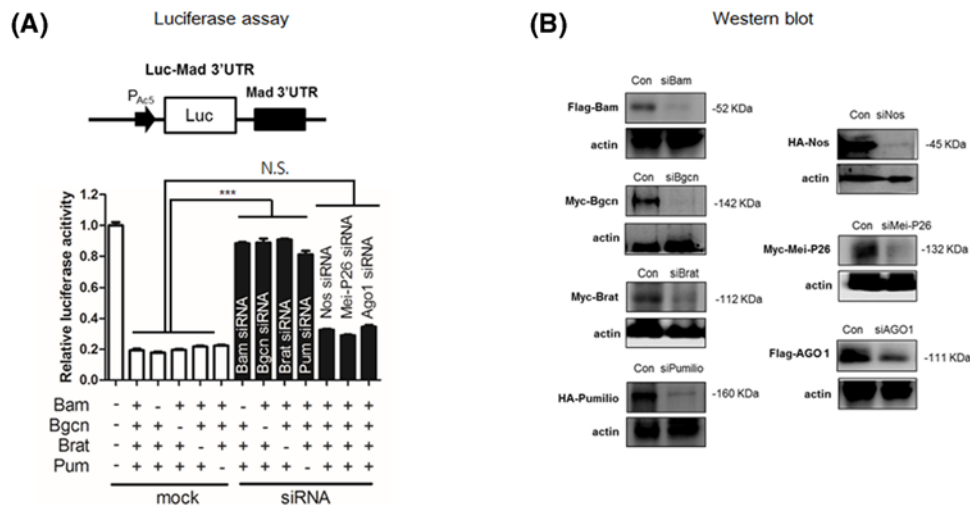 (A)
Luciferase assay
Luc-Mad 3'UTR
P_Ac5
Luc
Mad 3'UTR
N.S.
***
Relative luciferase acitivity
1.2
1.0
0.8
0.6
0.4
0.2
0.0
Bam siRNA
Bgcn siRNA
Brat siRNA
Pum siRNA
Nos siRNA
Mei-P26 siRNA
Ago1 siRNA
Bam - + - + + + - + + + + + +
Bgcn - + + - + + + - + + + + +
Brat - + + + - + + + - + + + +
Pum - + + + + - + + + - + + +
mock
siRNA
(B)
Western blot
Con siBam
Flag-Bam -52 KDa
actin
Con siBgcn
Myc-Bgcn -142 KDa
actin
Con siBrat
Myc-Brat -112 KDa
actin
Con siPumilio
HA-Pumilio -160 KDa
actin
Con siNos
HA-Nos -45 KDa
actin
Con siMei-P26
Myc-Mei-P26 -132 KDa
actin
Con siAGO1
Flag-AGO1 -111 KDa
actin